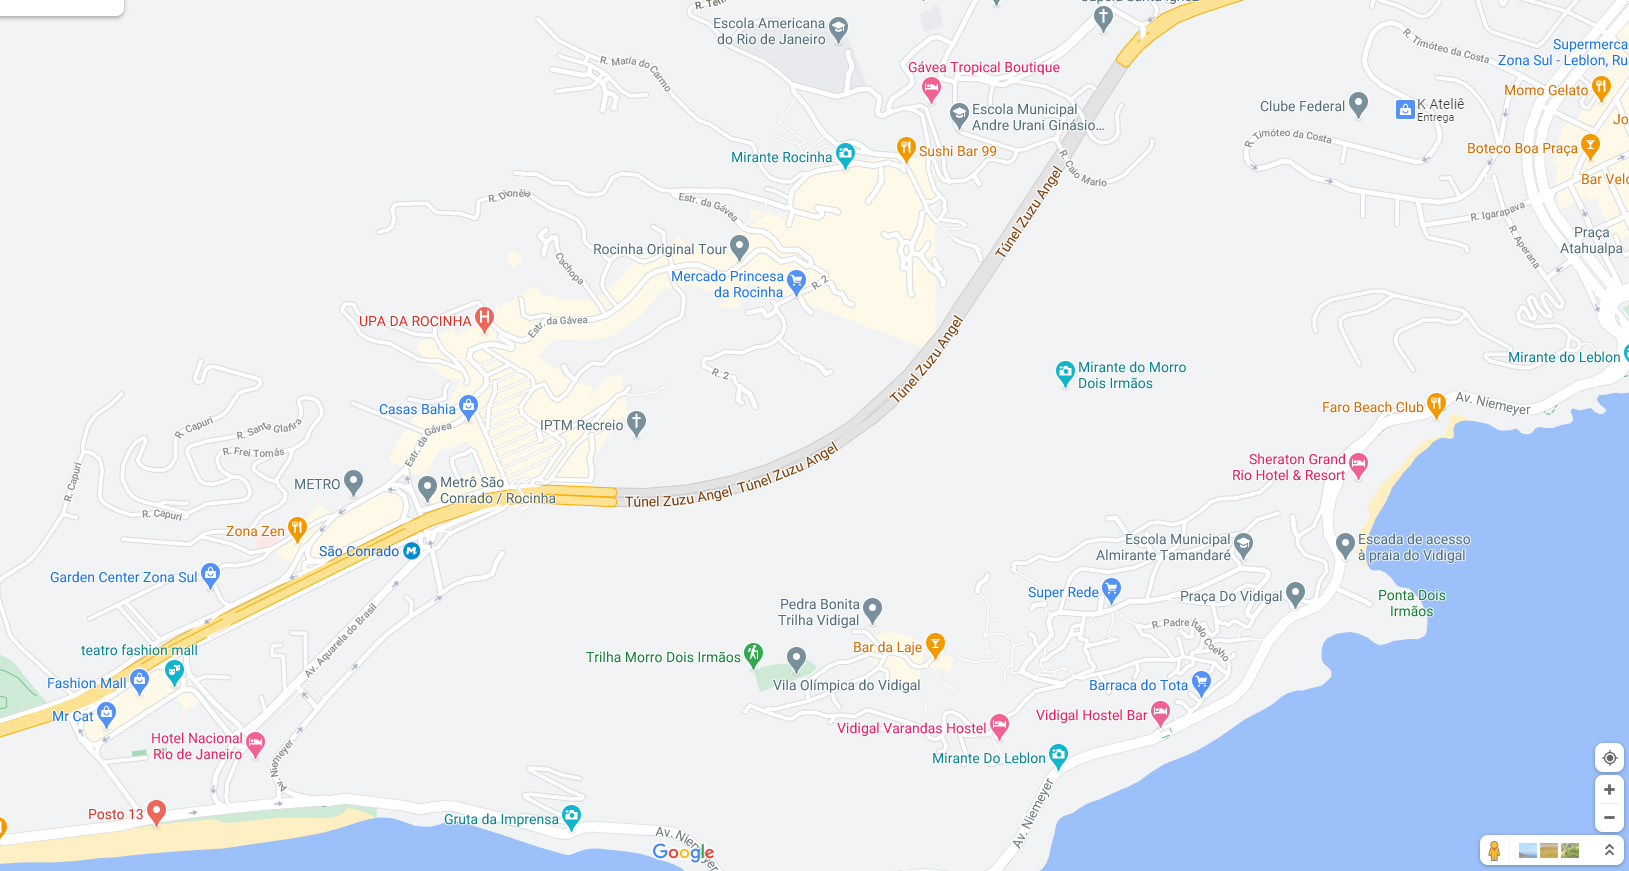 R. Tem
Escola Americana
do Rio de Janeiro
Cúpola Santa Ignez
R. Maria do Carmo
Gávea Tropical Boutique
Escola Municipal
Andre Urani Ginásio...
R. Timóteo da Costa
Supermerca
Zona Sul - Leblon, Ru
Momo Gelato
Clube Federal
K Ateliê
Entrega
Jo
R. Timóteo da Costa
Boteco Boa Praça
Bar Velo
Mirante Rocinha
Sushi Bar 99
R. Caio Mario
Túnel Zuzu Angel
R. Dionéia
Estr. da Gávea
R. Igarapava
R. Aperana
Praça
Atahualpa
Rocinha Original Tour
Cachopa
Mercado Princesa
da Rocinha
R. 2
UPA DA ROCINHA
Estr. da Gávea
Túnel Zuzu Angel
Mirante do Leblon
Mirante do Morro
Dois Irmãos
R. 2
Casas Bahia
IPTM Recreio
Faro Beach Club
Av. Niemeyer
R. Capuri
R. Santa Glafira
R. Frei Tomás
Estr. da Gávea
R. Capuri
Sheraton Grand
Rio Hotel & Resort
METRO
Metrô São
Conrado / Rocinha
Túnel Zuzu Angel
Túnel Zuzu Angel
R. Capuri
Zona Zen
São Conrado
Escola Municipal
Almirante Tamandaré
Escada de acesso
à praia do Vidigal
Garden Center Zona Sul
Super Rede
Praça Do Vidigal
Ponta Dois
Irmãos
Pedra Bonita
Trilha Vidigal
R. Padre Ítalo Coelho
Av. Aquarela do Brasil
teatro fashion mall
Trilha Morro Dois Irmãos
Bar da Laje
Fashion Mall
Vila Olímpica do Vidigal
Barraca do Tota
Mr Cat
Vidigal Varandas Hostel
Vidigal Hostel Bar
Hotel Nacional
Rio de Janeiro
Av. Niemeyer
Mirante Do Leblon
Posto 13
Gruta da Imprensa
Av. Niemeyer
Av. Niemeyer
Google